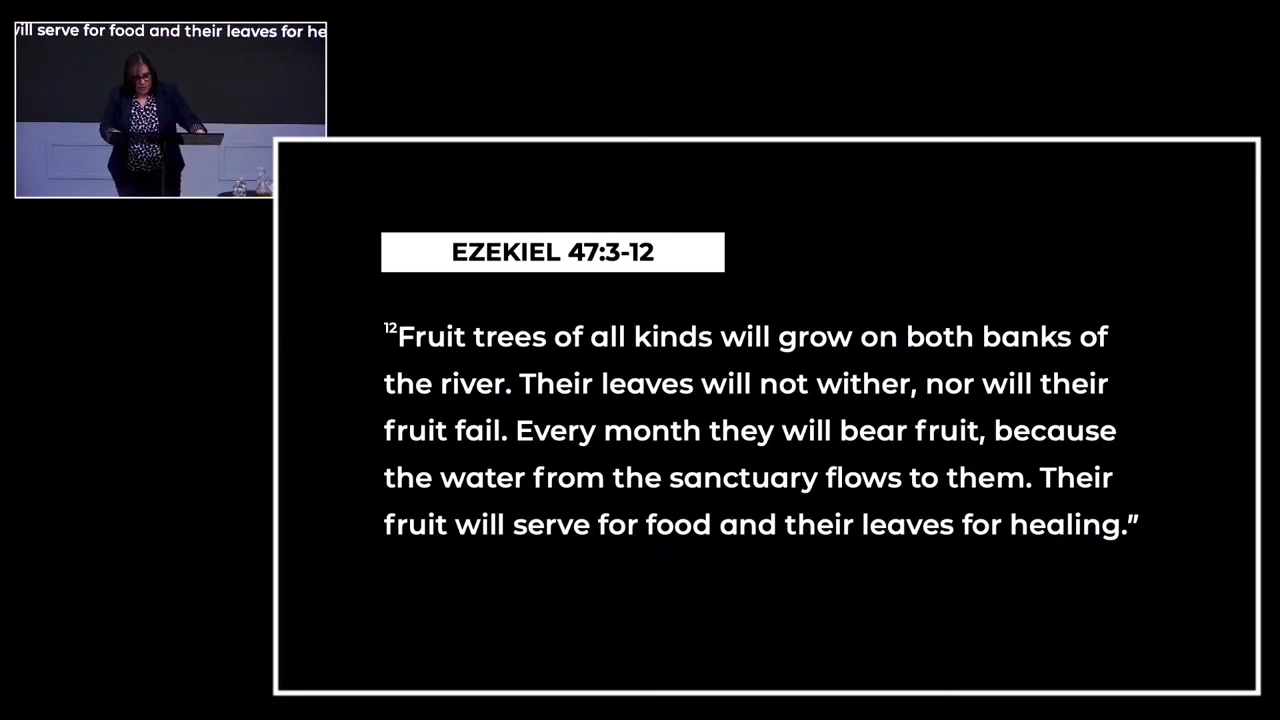 will serve for food and their leaves for he
EZEKIEL 47:3-12
¹²Fruit trees of all kinds will grow on both banks of
the river. Their leaves will not wither, nor will their
fruit fail. Every month they will bear fruit, because
the water from the sanctuary flows to them. Their
fruit will serve for food and their leaves for healing.”